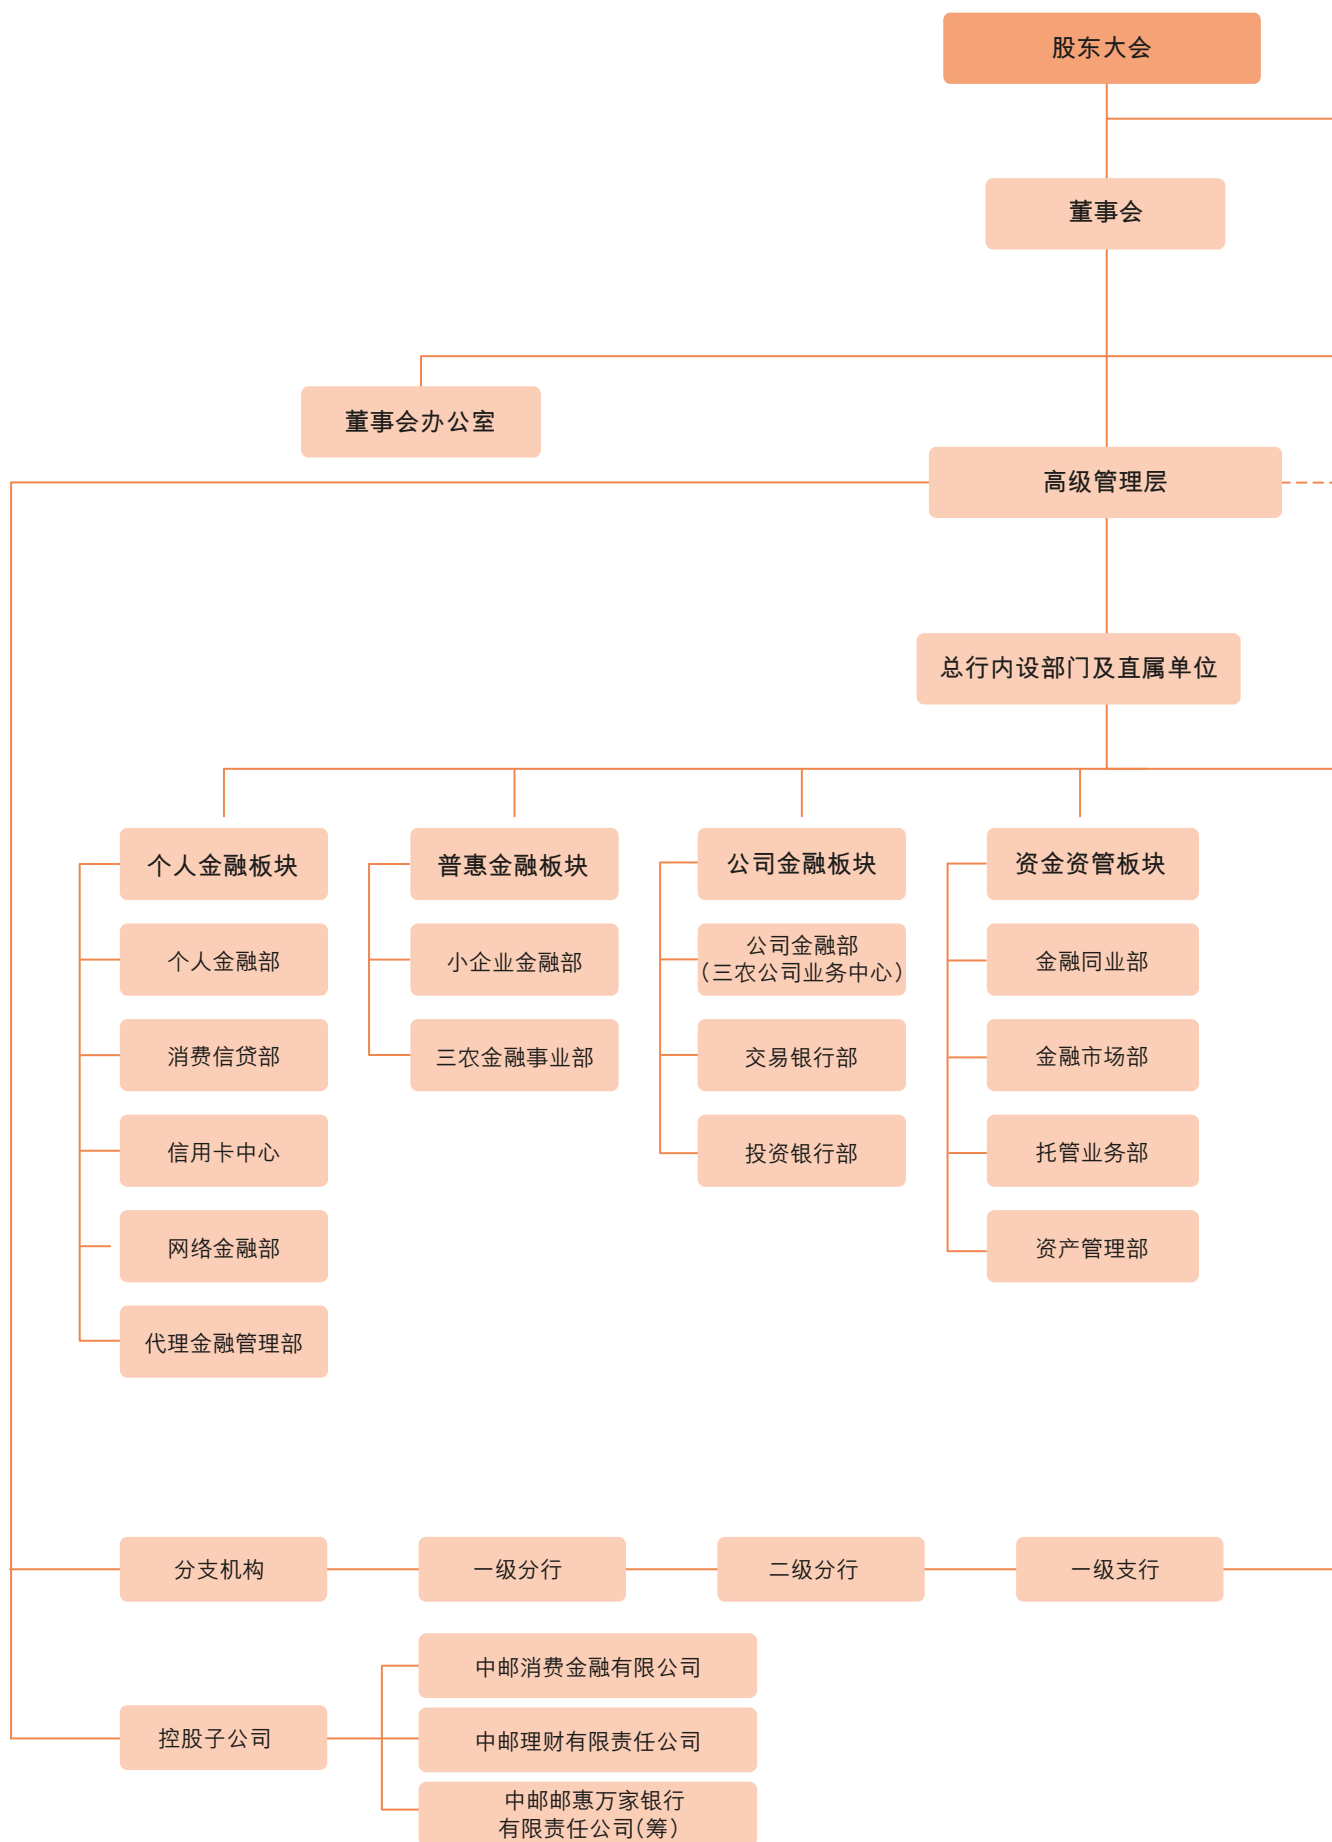 股东大会
董事会
董事会办公室
高级管理层
总行内设部门及直属单位
个人金融板块
个人金融部
消费信贷部
信用卡中心
网络金融部
代理金融管理部
普惠金融板块
小企业金融部
三农金融事业部
公司金融板块
公司金融部
（三农公司业务中心）
交易银行部
投资银行部
资金资管板块
金融同业部
金融市场部
托管业务部
资产管理部
分支机构
一级分行
二级分行
一级支行
控股子公司
中邮消费金融有限公司
中邮理财有限责任公司
中邮邮惠万家银行
有限责任公司（筹）